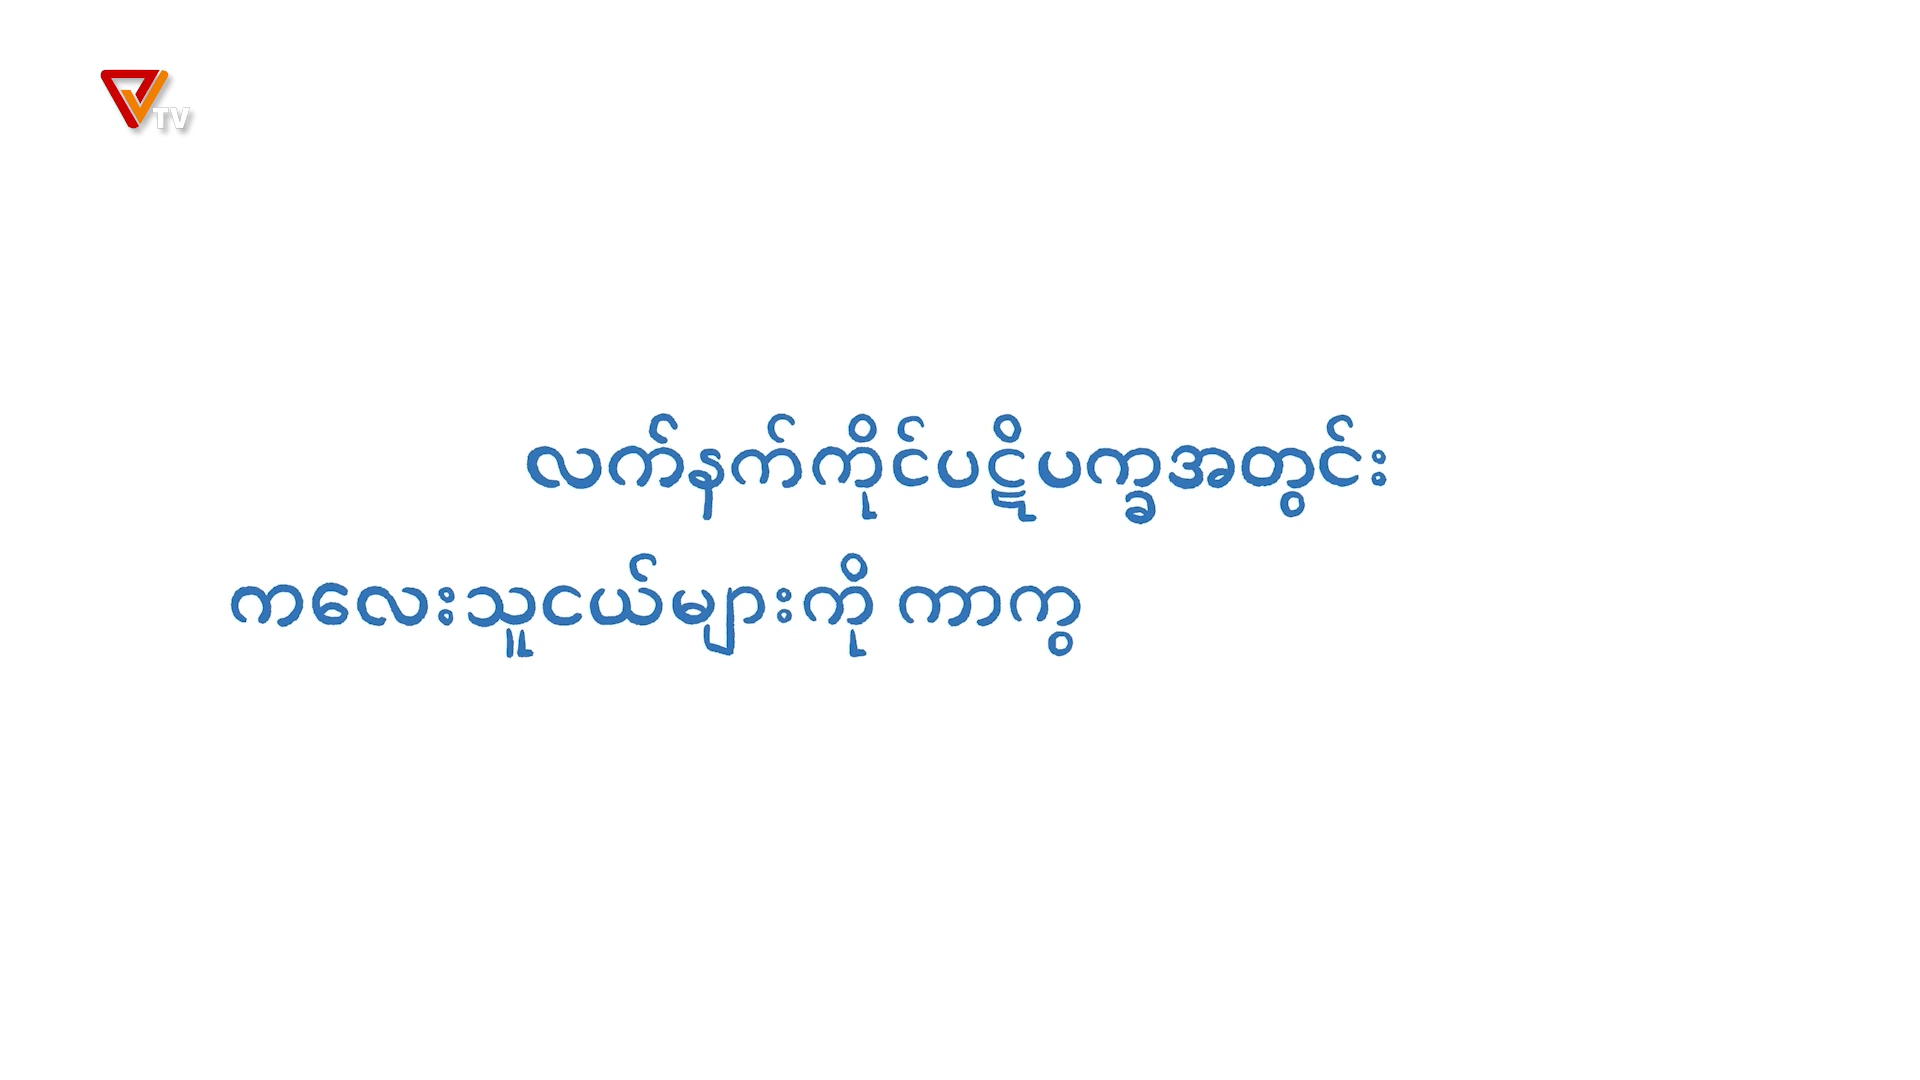 TV
လက်နက်ကိုင်ပဋိပက္ခအတွင်း
ကလေးသူငယ်များကို ကာကွ